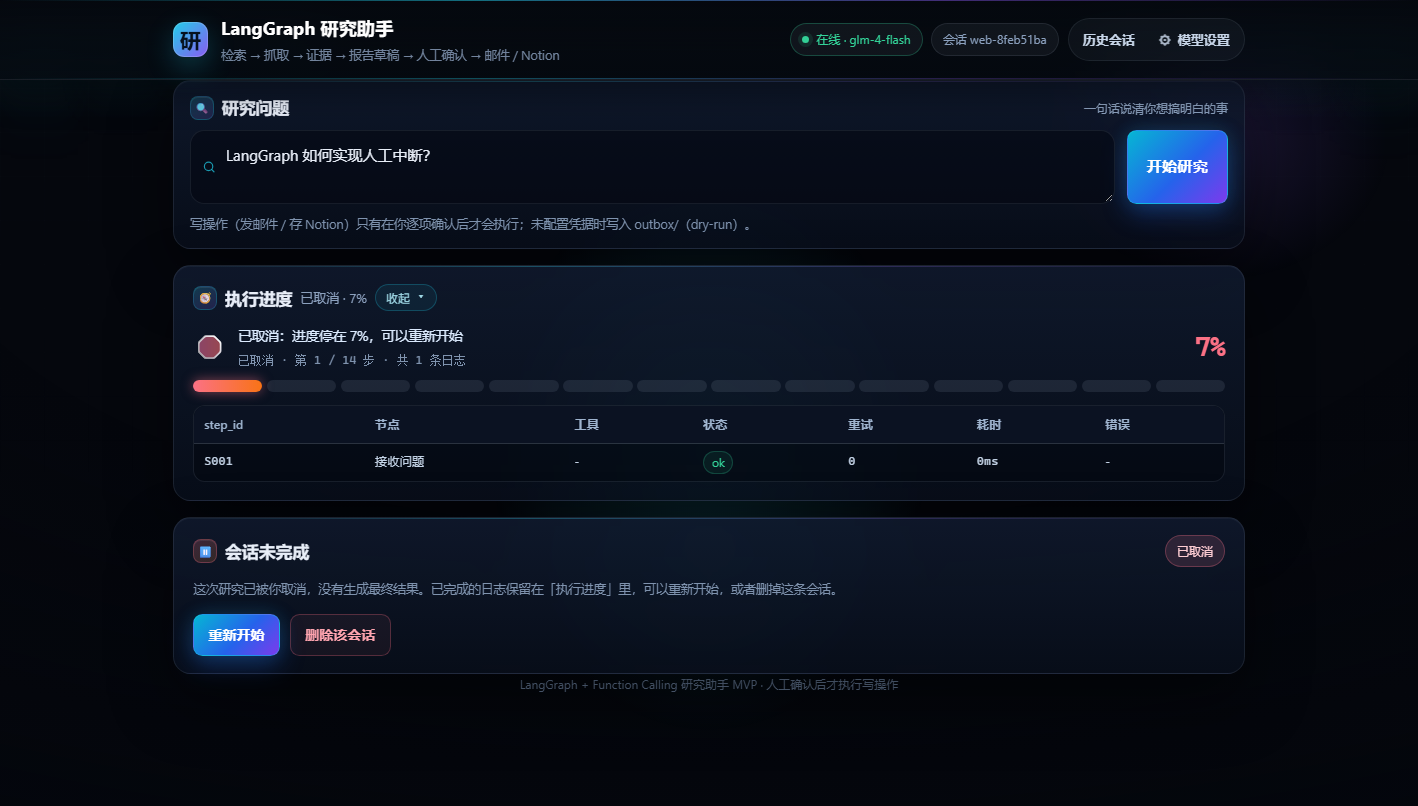 研
LangGraph 研究助手
检索 → 抓取 → 证据 → 报告草稿 → 人工确认 → 邮件 / Notion
在线 · glm-4-flash
会话 web-8feb51ba
历史会话
模型设置
研究问题
一句话说清你想搞明白的事
LangGraph 如何实现人工中断?
开始研究
写操作（发邮件 / 存 Notion）只有在你逐项确认后才会执行；未配置凭据时写入 outbox/（dry-run）。
执行进度
已取消 · 7%
收起
已取消：进度停在 7%，可以重新开始
已取消 · 第 1 / 14 步 · 共 1 条日志
7%
step_id 节点 工具 状态 重试 耗时 错误
S001 接收问题 - ok 0 0ms -
会话未完成
已取消
这次研究已被你取消，没有生成最终结果。已完成的日志保留在「执行进度」里，可以重新开始，或者删掉这条会话。
重新开始
删除该会话
LangGraph + Function Calling 研究助手 MVP · 人工确认后才执行写操作